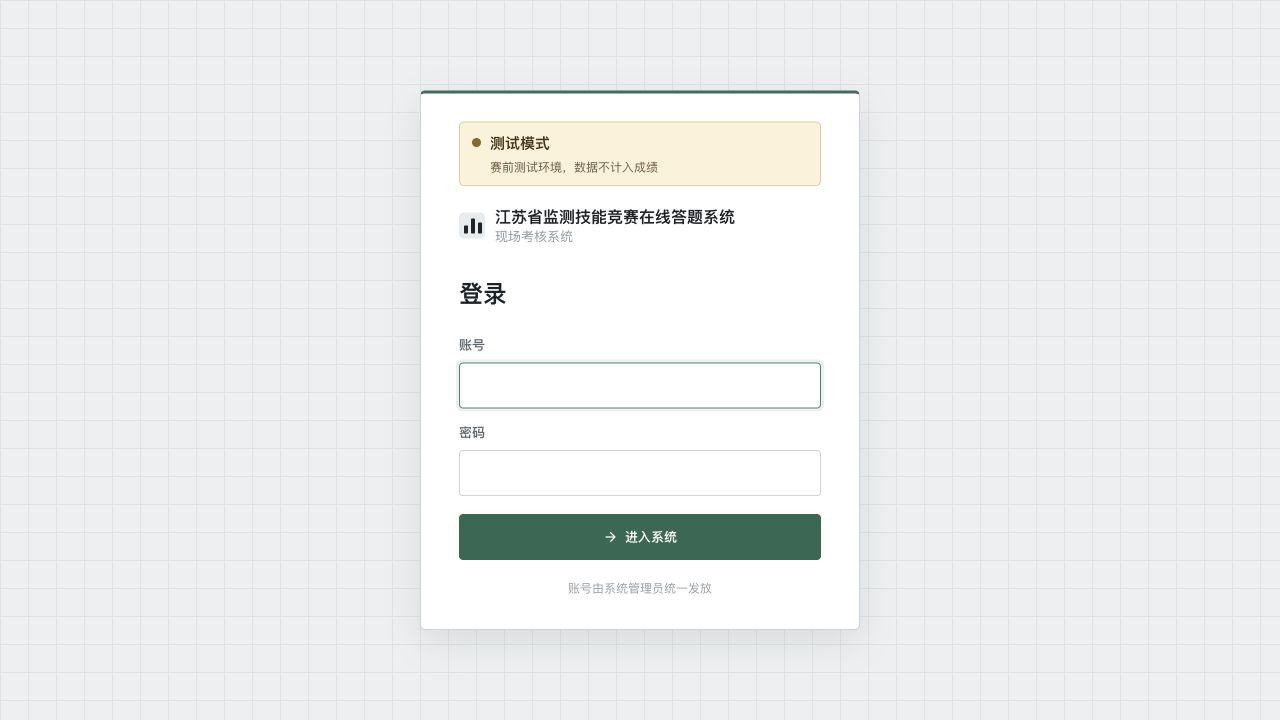 测试模式
赛前测试环境，数据不计入成绩
江苏省监测技能竞赛在线答题系统
现场考核系统
登录
账号
密码
→ 进入系统
账号由系统管理员统一发放